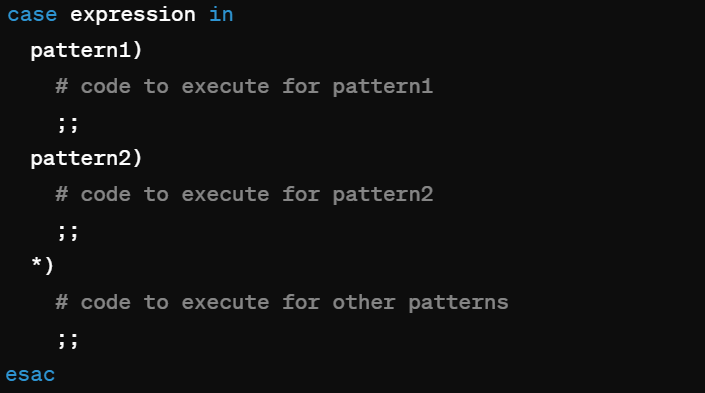 case expression in
  pattern1)
    # code to execute for pattern1
    ;;
  pattern2)
    # code to execute for pattern2
    ;;
  *)
    # code to execute for other patterns
    ;;
esac